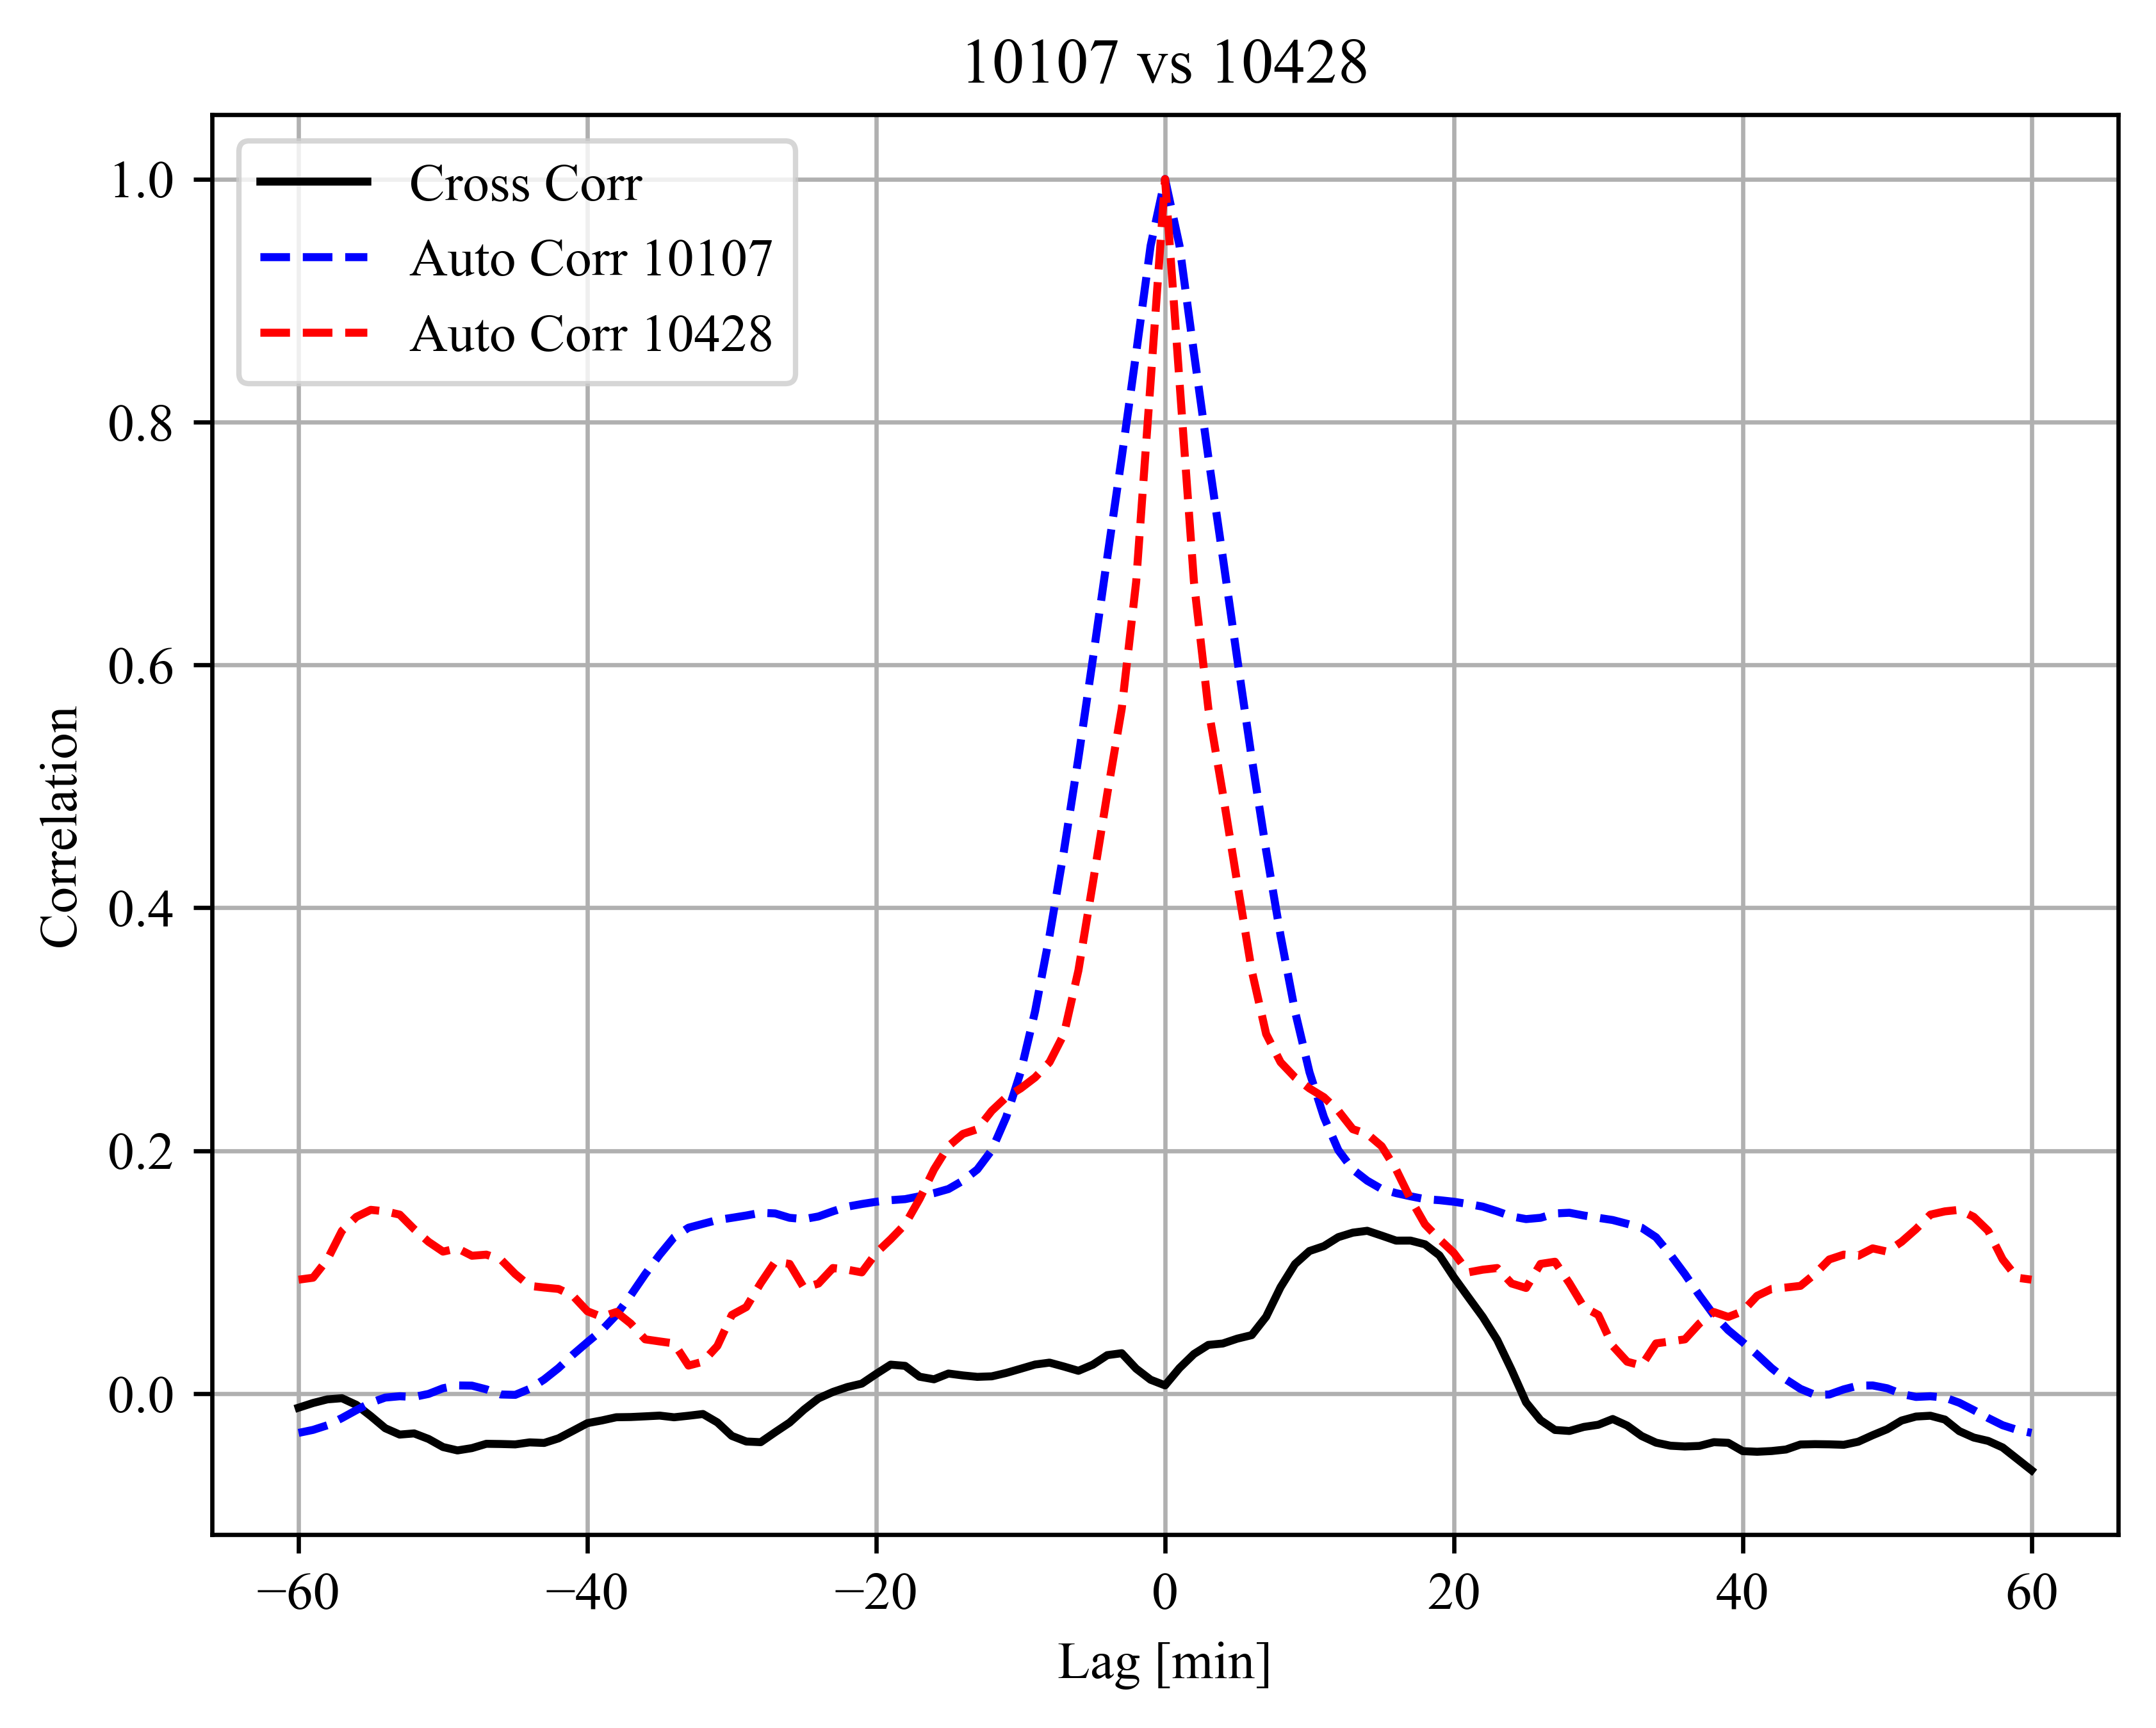 10107 vs 10428
Cross Corr
Auto Corr 10107
Auto Corr 10428
1.0
0.8
0.6
0.4
0.2
0.0
Correlation
−60 −40 −20 0 20 40 60
Lag [min]